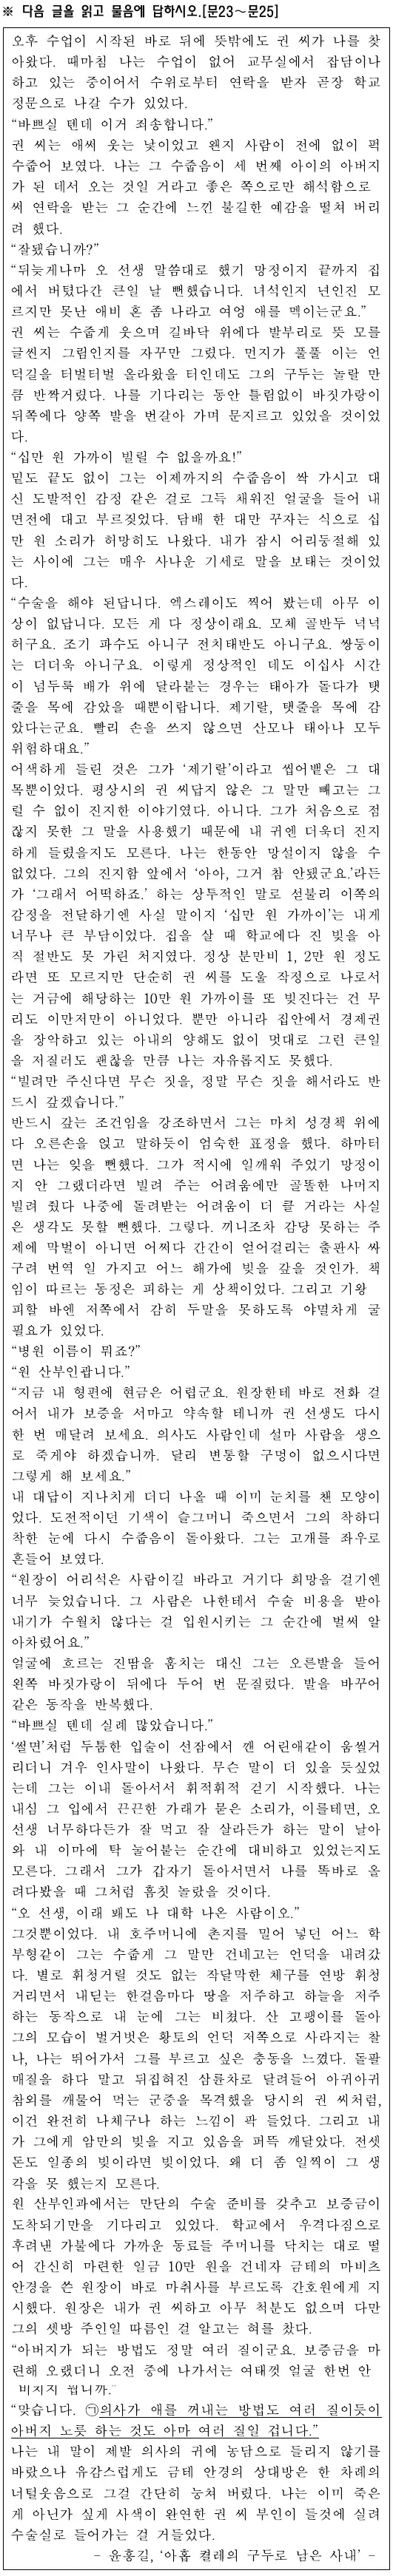 ※ 다음 글을 읽고 물음에 답하시오.[문23～문25]
오후 수업이 시작된 바로 뒤에 뜻밖에도 권 씨가 나를 찾
아왔다. 때마침 나는 수업이 없어 교무실에서 잡담이나
하고 있는 중이어서 수위로부터 연락을 받자 곧장 학교
정문으로 나갈 수가 있었다.
“바쁘실 텐데 이거 죄송합니다.”
권 씨는 애써 웃는 낯이었고 왠지 사람이 전에 없이 퍽
수줍어 보였다. 나는 그 수줍음이 세 번째 아이의 아버지
가 된 데서 오는 것일 거라고 좋은 쪽으로만 해석함으로
써 연락을 받는 그 순간에 느낀 불길한 예감을 떨쳐 버리
려 했다.
“잘됐습니까?”
“뒤늦게나마 오 선생 말씀대로 했기 망정이지 끝까지 집
에서 버텼다간 큰일 날 뻔했습니다. 녀석인지 년인진 모
르지만 못난 애비 혼 좀 나라고 여엉 애를 멕이는군요.”
권 씨는 수줍게 웃으며 길바닥 위에다 발부리로 뜻 모를
글씬지 그림인지를 자꾸만 그렸다. 먼지가 풀풀 이는 언
덕길을 터벌터벌 올라왔을 터인데도 그의 구두는 놀랄 만
큼 반짝거렸다. 나를 기다리는 동안 틀림없이 바짓가랑이
뒤쪽에다 양쪽 발을 번갈아 가며 문지르고 있었을 것이었
다.
“십만 원 가까이 빌릴 수 없을까요!”
밑도 끝도 없이 그는 이제까지의 수줍음이 싹 가시고 대
신 도발적인 감정 같은 걸로 그득 채워진 얼굴을 들어 내
면전에 대고 부르짖었다. 담배 한 대만 꾸자는 식으로 십
만 원 소리가 허망히도 나왔다. 내가 잠시 어리둥절해 있
는 사이에 그는 매우 사나운 기세로 말을 보태는 것이었
다.
“수술을 해야 된답니다. 엑스레이도 찍어 봤는데 아무 이
상이 없답니다. 모든 게 다 정상이래요. 모체 골반두 넉넉
허구요. 조기 파수도 아니구 전치태반도 아니구요. 쌍둥이
는 더더욱 아니구요. 이렇게 정상적인 데도 이십사 시간
이 넘두룩 배가 위에 달라붙는 경우는 태아가 돌다가 탯
줄을 목에 감았을 때뿐이랍니다. 제기랄, 탯줄을 목에 감
았다는군요. 빨리 손을 쓰지 않으면 산모나 태아나 모두
위험하대요.”
어색하게 들린 것은 그가 ‘제기랄’이라고 씹어뱉은 그 대
목뿐이었다. 평상시의 권 씨답지 않은 그 말만 빼고는 그
럴 수 없이 진지한 이야기였다. 아니다. 그가 처음으로 점
잖지 못한 그 말을 사용했기 때문에 내 귀엔 더욱더 진지
하게 들렸을지도 모른다. 나는 한동안 망설이지 않을 수
없었다. 그의 진지함 앞에서 ‘아아, 그거 참 안됐군요.’라든
가 ‘그래서 어떡하죠.’ 하는 상투적인 말로 섣불리 이쪽의
감정을 전달하기엔 사실 말이지 ‘십만 원 가까이’는 내게
너무나 큰 부담이었다. 집을 살 때 학교에다 진 빚을 아
직 절반도 못 가린 처지였다. 정상 분만비 1, 2만 원 정도
라면 또 모르지만 단순히 권 씨를 도울 작정으로 나로서
는 거금에 해당하는 10만 원 가까이를 또 빚진다는 건 무
리도 이만저만이 아니었다. 뿐만 아니라 집안에서 경제권
을 장악하고 있는 아내의 양해도 없이 멋대로 그런 큰일
을 저질러도 괜찮을 만큼 나는 자유롭지도 못했다.
“빌려만 주신다면 무슨 짓을, 정말 무슨 짓을 해서라도 반
드시 갚겠습니다.”
반드시 갚는 조건임을 강조하면서 그는 마치 성경책 위에
다 오른손을 얹고 말하듯이 엄숙한 표정을 했다. 하마터
면 나는 잊을 뻔했다. 그가 적시에 일깨워 주었기 망정이
지 안 그랬더라면 빌려 주는 어려움에만 골똘한 나머지
빌려 줬다 나중에 돌려받는 어려움이 더 클 거라는 사실
은 생각도 못할 뻔했다. 그렇다. 끼니조차 감당 못하는 주
제에 막벌이 아니면 어쩌다 간간이 얻어걸리는 출판사 싸
구려 번역 일 가지고 어느 해가에 빚을 갚을 것인가. 책
임이 따르는 동정은 피하는 게 상책이었다. 그리고 기왕
피할 바엔 저쪽에서 감히 두말을 못하도록 야멸차게 굴
필요가 있었다.
“병원 이름이 뭐죠?”
“원 산부인괍니다.”
“지금 내 형편에 현금은 어렵군요. 원장한테 바로 전화 걸
어서 내가 보증을 서마고 약속할 테니까 권 선생도 다시
한 번 매달려 보세요. 의사도 사람인데 설마 사람을 생으
로 죽게야 하겠습니까. 달리 변통할 구멍이 없으시다면
그렇게 해 보세요.”
내 대답이 지나치게 더디 나올 때 이미 눈치를 챈 모양이
었다. 도전적이던 기색이 슬그머니 죽으면서 그의 착하디
착한 눈에 다시 수줍음이 돌아왔다. 그는 고개를 좌우로
흔들어 보였다.
“원장이 어리석은 사람이길 바라고 거기다 희망을 걸기엔
너무 늦었습니다. 그 사람은 나한테서 수술 비용을 받아
내기가 수월치 않다는 걸 입원시키는 그 순간에 벌써 알
아차렸어요.”
얼굴에 흐르는 진땀을 훔치는 대신 그는 오른발을 들어
왼쪽 바짓가랑이 뒤에다 두어 번 문질렀다. 발을 바꾸어
같은 동작을 반복했다.
“바쁘실 텐데 실례 많았습니다.”
‘썰면’처럼 두툼한 입술이 선잠에서 깬 어린애같이 움씰거
리더니 겨우 인사말이 나왔다. 무슨 말이 더 있을 듯싶었
는데 그는 이내 돌아서서 휘적휘적 걷기 시작했다. 나는
내심 그 입에서 끈끈한 가래가 묻은 소리가, 이를테면, 오
선생 너무하다든가 잘 먹고 잘 살라든가 하는 말이 날아
와 내 이마에 탁 눌어붙는 순간에 대비하고 있었는지도
모른다. 그래서 그가 갑자기 돌아서면서 나를 똑바로 올
려다봤을 때 그처럼 흠칫 놀랐을 것이다.
“오 선생, 이래 봬도 나 대학 나온 사람이오.”
그것뿐이었다. 내 호주머니에 촌지를 밀어 넣던 어느 학
부형같이 그는 수줍게 그 말만 건네고는 언덕을 내려갔
다. 별로 휘청거릴 것도 없는 작달막한 체구를 연방 휘청
거리면서 내딛는 한걸음마다 땅을 저주하고 하늘을 저주
하는 동작으로 내 눈에 그는 비쳤다. 산 고팽이를 돌아
그의 모습이 벌거벗은 황토의 언덕 저쪽으로 사라지는 찰
나, 나는 뛰어가서 그를 부르고 싶은 충동을 느꼈다. 돌팔
매질을 하다 말고 뒤집혀진 삼륜차로 달려들어 아귀아귀
참외를 깨물어 먹는 군중을 목격했을 당시의 권 씨처럼,
이건 완전히 나체구나 하는 느낌이 팍 들었다. 그리고 내
가 그에게 암만의 빚을 지고 있음을 퍼뜩 깨달았다. 전셋
돈도 일종의 빚이라면 빚이었다. 왜 더 좀 일찍이 그 생
각을 못 했는지 모른다.
원 산부인과에서는 만단의 수술 준비를 갖추고 보증금이
도착되기만을 기다리고 있었다. 학교에서 우격다짐으로
후려낸 가불에다 가까운 동료들 주머니를 닥치는 대로 떨
어 간신히 마련한 일금 10만 원을 건네자 금테의 마비츠
안경을 쓴 원장이 바로 마취사를 부르도록 간호원에게 지
시했다. 원장은 내가 권 씨하고 아무 척분도 없으며 다만
그의 셋방 주인일 따름인 걸 알고는 혀를 찼다.
“아버지가 되는 방법도 정말 여러 질이군요. 보증금을 마
련해 오랬더니 오전 중에 나가서는 여태껏 얼굴 한번 안
비치지 뭡니까.”
“맞습니다. ㉠의사가 애를 꺼내는 방법도 여러 질이듯이
아버지 노릇 하는 것도 아마 여러 질일 겁니다.”
나는 내 말이 제발 의사의 귀에 농담으로 들리지 않기를
바랐으나 유감스럽게도 금테 안경의 상대방은 한 차례의
너털웃음으로 그걸 간단히 눙쳐 버렸다. 나는 이미 죽은
게 아닌가 싶게 사색이 완연한 권 씨 부인이 들것에 실려
수술실로 들어가는 걸 거들었다.
– 윤흥길, ‘아홉 켤레의 구두로 남은 사내’ –